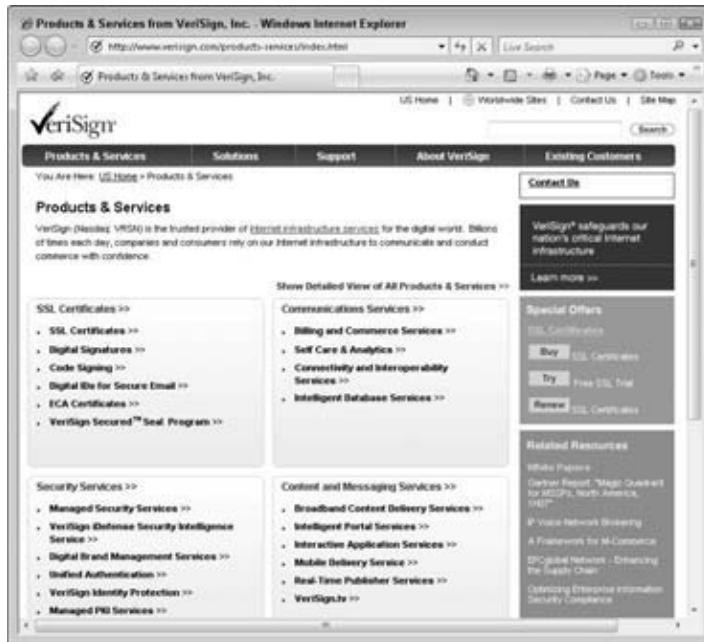 Products & Services from VeriSign, Inc. - Windows Internet Explorer
http://www.verisign.com/products-services/index.html
Live Search
Products & Services from VeriSign, Inc.
Page
Tools
US Home | Worldwide Sites | Contact Us | Site Map
VeriSign
Search
Products & Services
Solutions
Support
About VeriSign
Existing Customers
You Are Here: US Home > Products & Services
Products & Services
VeriSign (Nasdaq: VRSN) is the trusted provider of Internet infrastructure services for the digital world. Billions
of times each day, companies and consumers rely on our Internet infrastructure to communicate and conduct
commerce with confidence.
Show Detailed View of All Products & Services >>
SSL Certificates >>
SSL Certificates >>
Digital Signatures >>
Code Signing >>
Digital IDs for Secure Email >>
ECA Certificates >>
VeriSign Secured™ Seal Program >>
Communications Services >>
Billing and Commerce Services >>
Self Care & Analytics >>
Connectivity and Interoperability
Services >>
Intelligent Database Services >>
Security Services >>
Managed Security Services >>
VeriSign iDefense Security Intelligence
Service >>
Digital Brand Management Services >>
Unified Authentication >>
VeriSign Identity Protection >>
Managed PKI Services >>
Content and Messaging Services >>
Broadband Content Delivery Services >>
Intelligent Portal Services >>
Interactive Application Services >>
Mobile Delivery Service >>
Real-Time Publisher Services >>
VeriSign.tv >>
Contact Us
VeriSign® safeguards our
nation's critical Internet
infrastructure
Learn more >>
Special Offers
SSL Certificates
Buy SSL Certificates
Try Free SSL Trial
Renew SSL Certificates
Related Resources
White Papers
Gartner Report, "Magic Quadrant
for MSSPs, North America,
IP Voice Network Brokering
A Framework for M-Commerce
EPCglobal Network - Enhancing
the Supply Chain
Optimizing Enterprise Information
Security Compliance